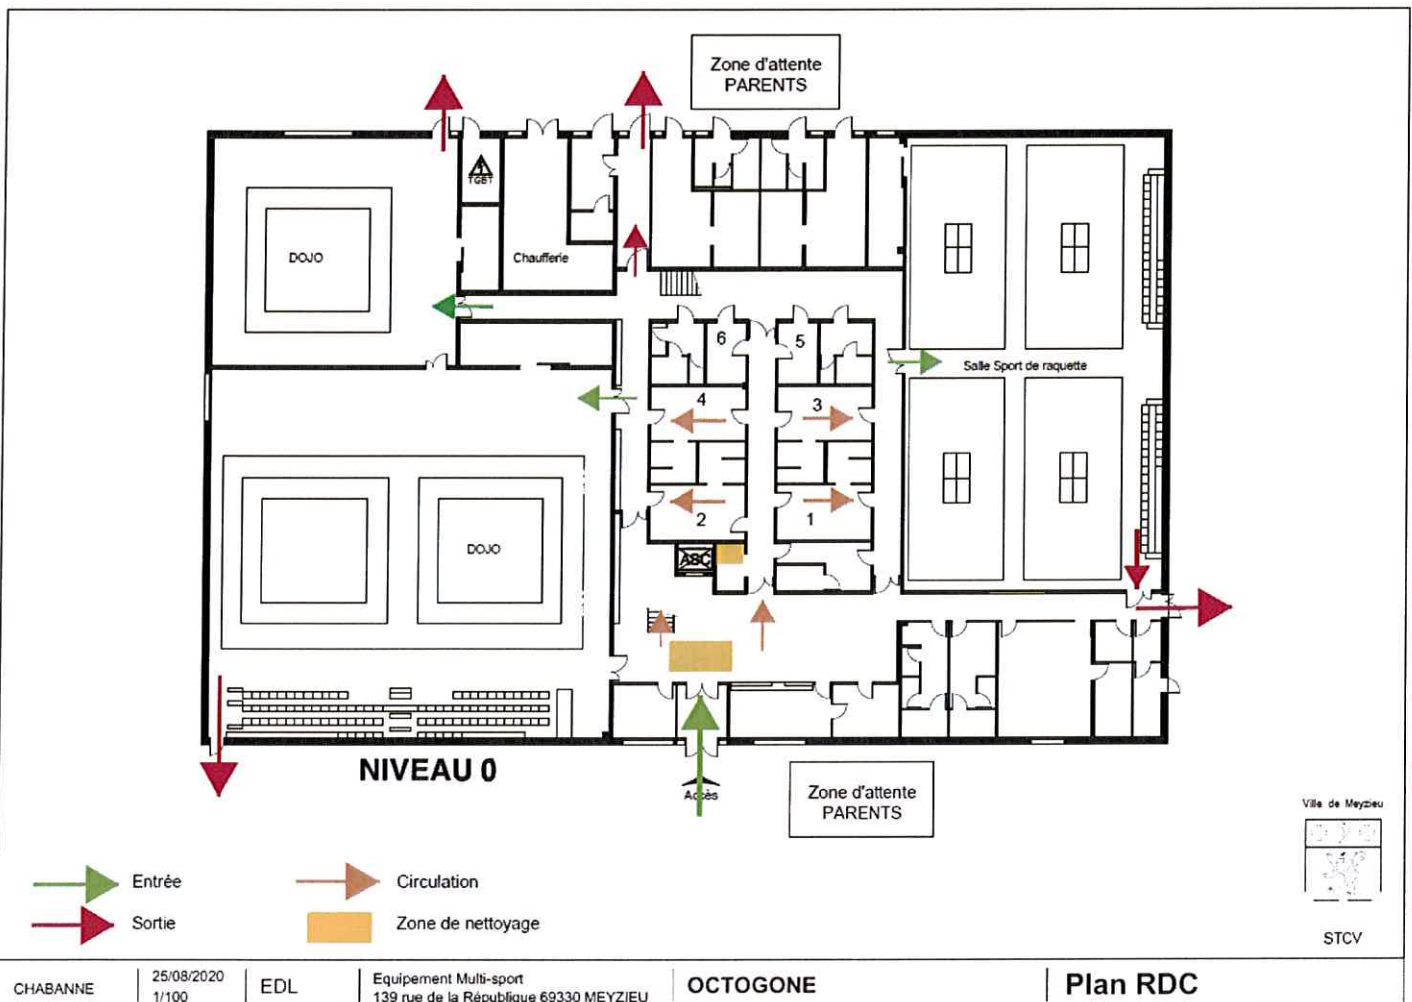 Zone d'attente
PARENTS
TGBT
DOJO
Chaufferie
6
5
Salle Sport de raquette
4
3
2
1
ASC
DOJO
NIVEAU 0
Accès
Zone d'attente
PARENTS
Ville de Meyzieu
Entrée
Circulation
Sortie
Zone de nettoyage
STCV
CHABANNE
25/08/2020
1/100
EDL
Equipement Multi-sport
139 rue de la République 69330 MEYZIEU
OCTOGONE
Plan RDC